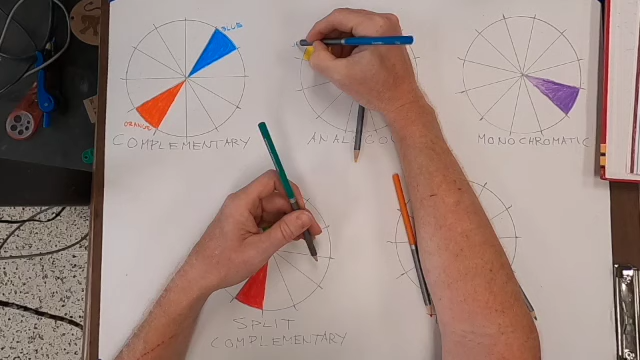 BLUE
ORANGE
COMPLEMENTARY
MONOCHROMATIC
SPLIT
COMPLEMENTARY